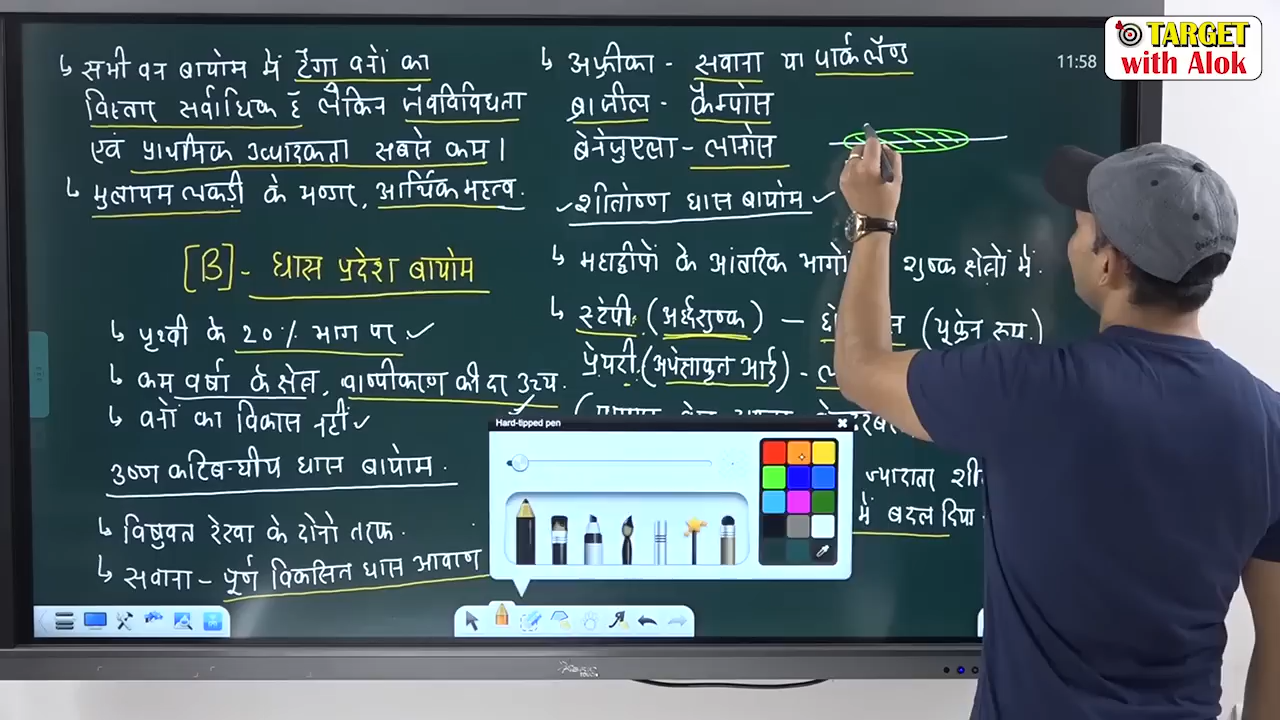 ↳ सभी वन बायोम में टैगा वनों का
विस्तार सर्वाधिक है लेकिन जैवविविधता
एवं प्राथमिक उत्पादकता सबसे कम।
↳ मुलायम लकड़ी के भण्डार, आर्थिक महत्व.
[B]- घास प्रदेश बायोम
↳ पृथ्वी के 20% भाग पर
↳ कम वर्षा के क्षेत्र, वाष्पीकरण की दर उच्च.
↳ वनों का विकास नहीं
उष्ण कटिबन्धीय घास बायोम.
↳ विषुवत रेखा के दोनो तरफ.
↳ सवाना - पूर्ण विकसित घास आवरण
↳ अफ्रीका - सवाना या पार्कलैण्ड
ब्राजील - कैम्पोस
वेनेजुएला - लानोस
शीतोष्ण घास बायोम
↳ महाद्वीपों के आंतरिक भागों शुष्क क्षेत्रों में.
↳ स्टेपी (अर्धशुष्क) — (यूक्रेन रूप.)
प्रेयरी (अपेक्षाकृत आर्द्र) -
ज्यादातर
में बदल दिया
11:58
TARGET
with Alok
Hard-tipped pen